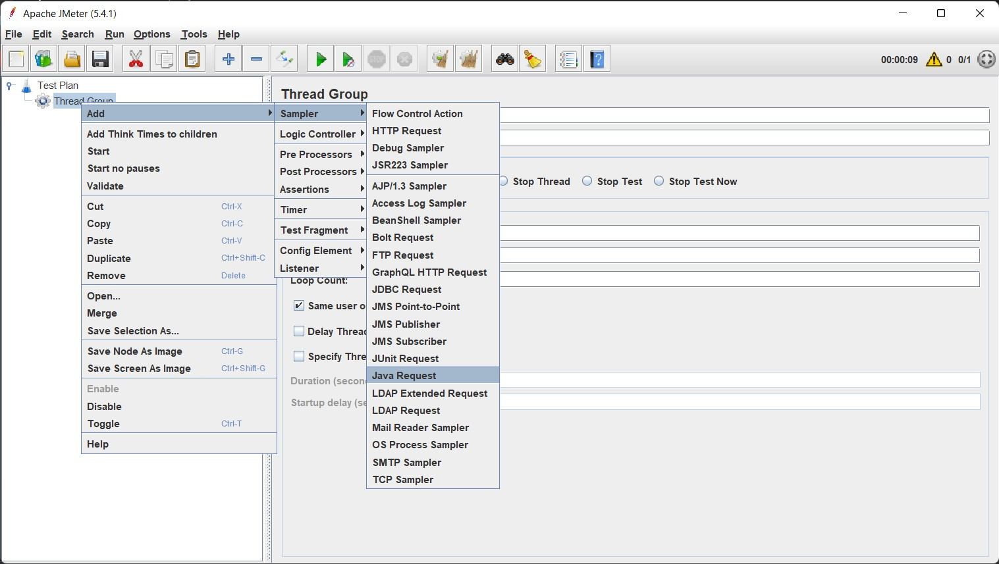 Apache JMeter (5.4.1)
File Edit Search Run Options Tools Help
STOP
00:00:09 0 0/1
Test Plan
Thread Group
Thread Group
Add
Add Think Times to children
Start
Start no pauses
Validate
Cut Ctrl-X
Copy Ctrl-C
Paste Ctrl-V
Duplicate Ctrl+Shift-C
Remove Delete
Open...
Merge
Save Selection As...
Save Node As Image Ctrl-G
Save Screen As Image Ctrl+Shift-G
Enable
Disable
Toggle Ctrl-T
Help
Sampler
Logic Controller
Pre Processors
Post Processors
Assertions
Timer
Test Fragment
Config Element
Listener
Flow Control Action
HTTP Request
Debug Sampler
JSR223 Sampler
AJP/1.3 Sampler
Access Log Sampler
BeanShell Sampler
Bolt Request
FTP Request
GraphQL HTTP Request
JDBC Request
JMS Point-to-Point
JMS Publisher
JMS Subscriber
JUnit Request
Java Request
LDAP Extended Request
LDAP Request
Mail Reader Sampler
OS Process Sampler
SMTP Sampler
TCP Sampler
Stop Thread Stop Test Stop Test Now
Loop Count:
Same user o
Delay Threa
Specify Thre
Duration (secon
Startup delay (se